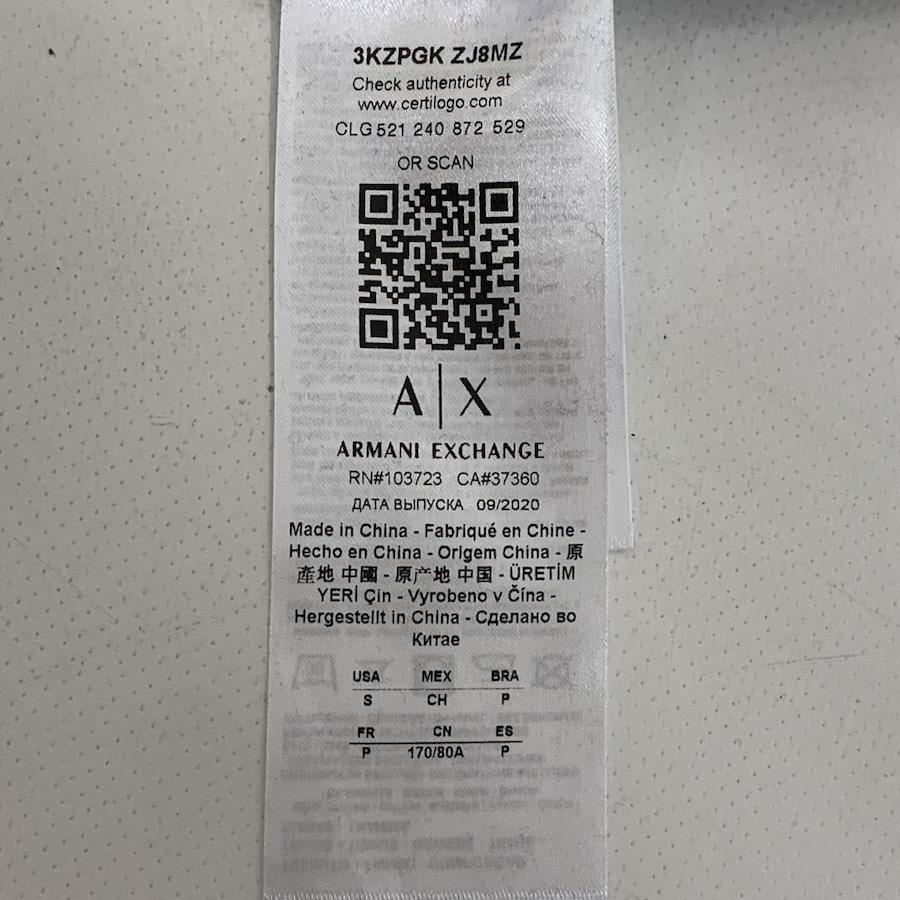 3KZPGK ZJ8MZ
Check authenticity at
www.certilogo.com
CLG 521 240 872 529
OR SCAN
A|X
ARMANI EXCHANGE
RN#103723 CA#37360
ДАТА ВЫПУСКА 09/2020
Made in China - Fabriqué en Chine -
Hecho en China - Origem China - 原
產地 中國 - 原产地 中国 - ÜRETİM
YERİ Çin - Vyrobeno v Čína -
Hergestellt in China - Сделано во
Китае
USA MEX BRA
S CH P
FR CN ES
P 170/80A P